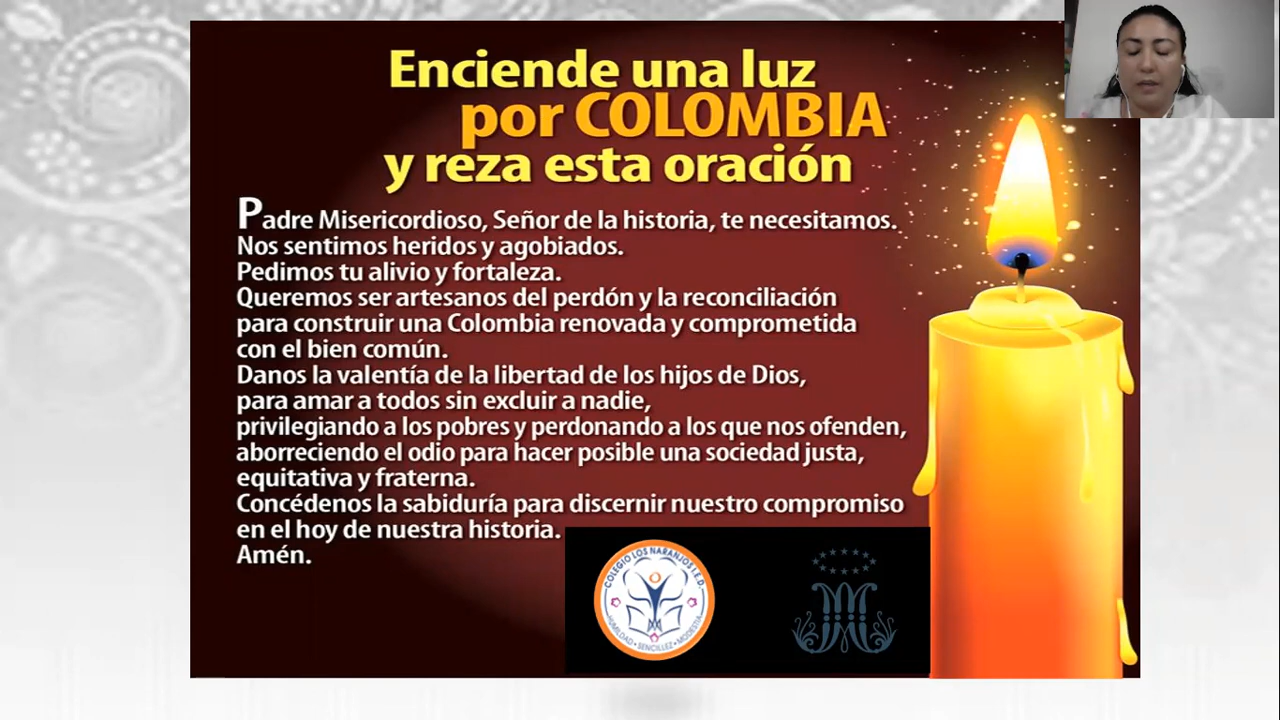 Enciende una luz
por COLOMBIA
y reza esta oración
Padre Misericordioso, Señor de la historia, te necesitamos.
Nos sentimos heridos y agobiados.
Pedimos tu alivio y fortaleza.
Queremos ser artesanos del perdón y la reconciliación
para construir una Colombia renovada y comprometida
con el bien común.
Danos la valentía de la libertad de los hijos de Dios,
para amar a todos sin excluir a nadie,
privilegiando a los pobres y perdonando a los que nos ofenden,
aborreciendo el odio para hacer posible una sociedad justa,
equitativa y fraterna.
Concédenos la sabiduría para discernir nuestro compromiso
en el hoy de nuestra historia.
Amén.
COLEGIO LOS NARANJOS I.E.D.
HUMILDAD • SENCILLEZ • MODESTIA